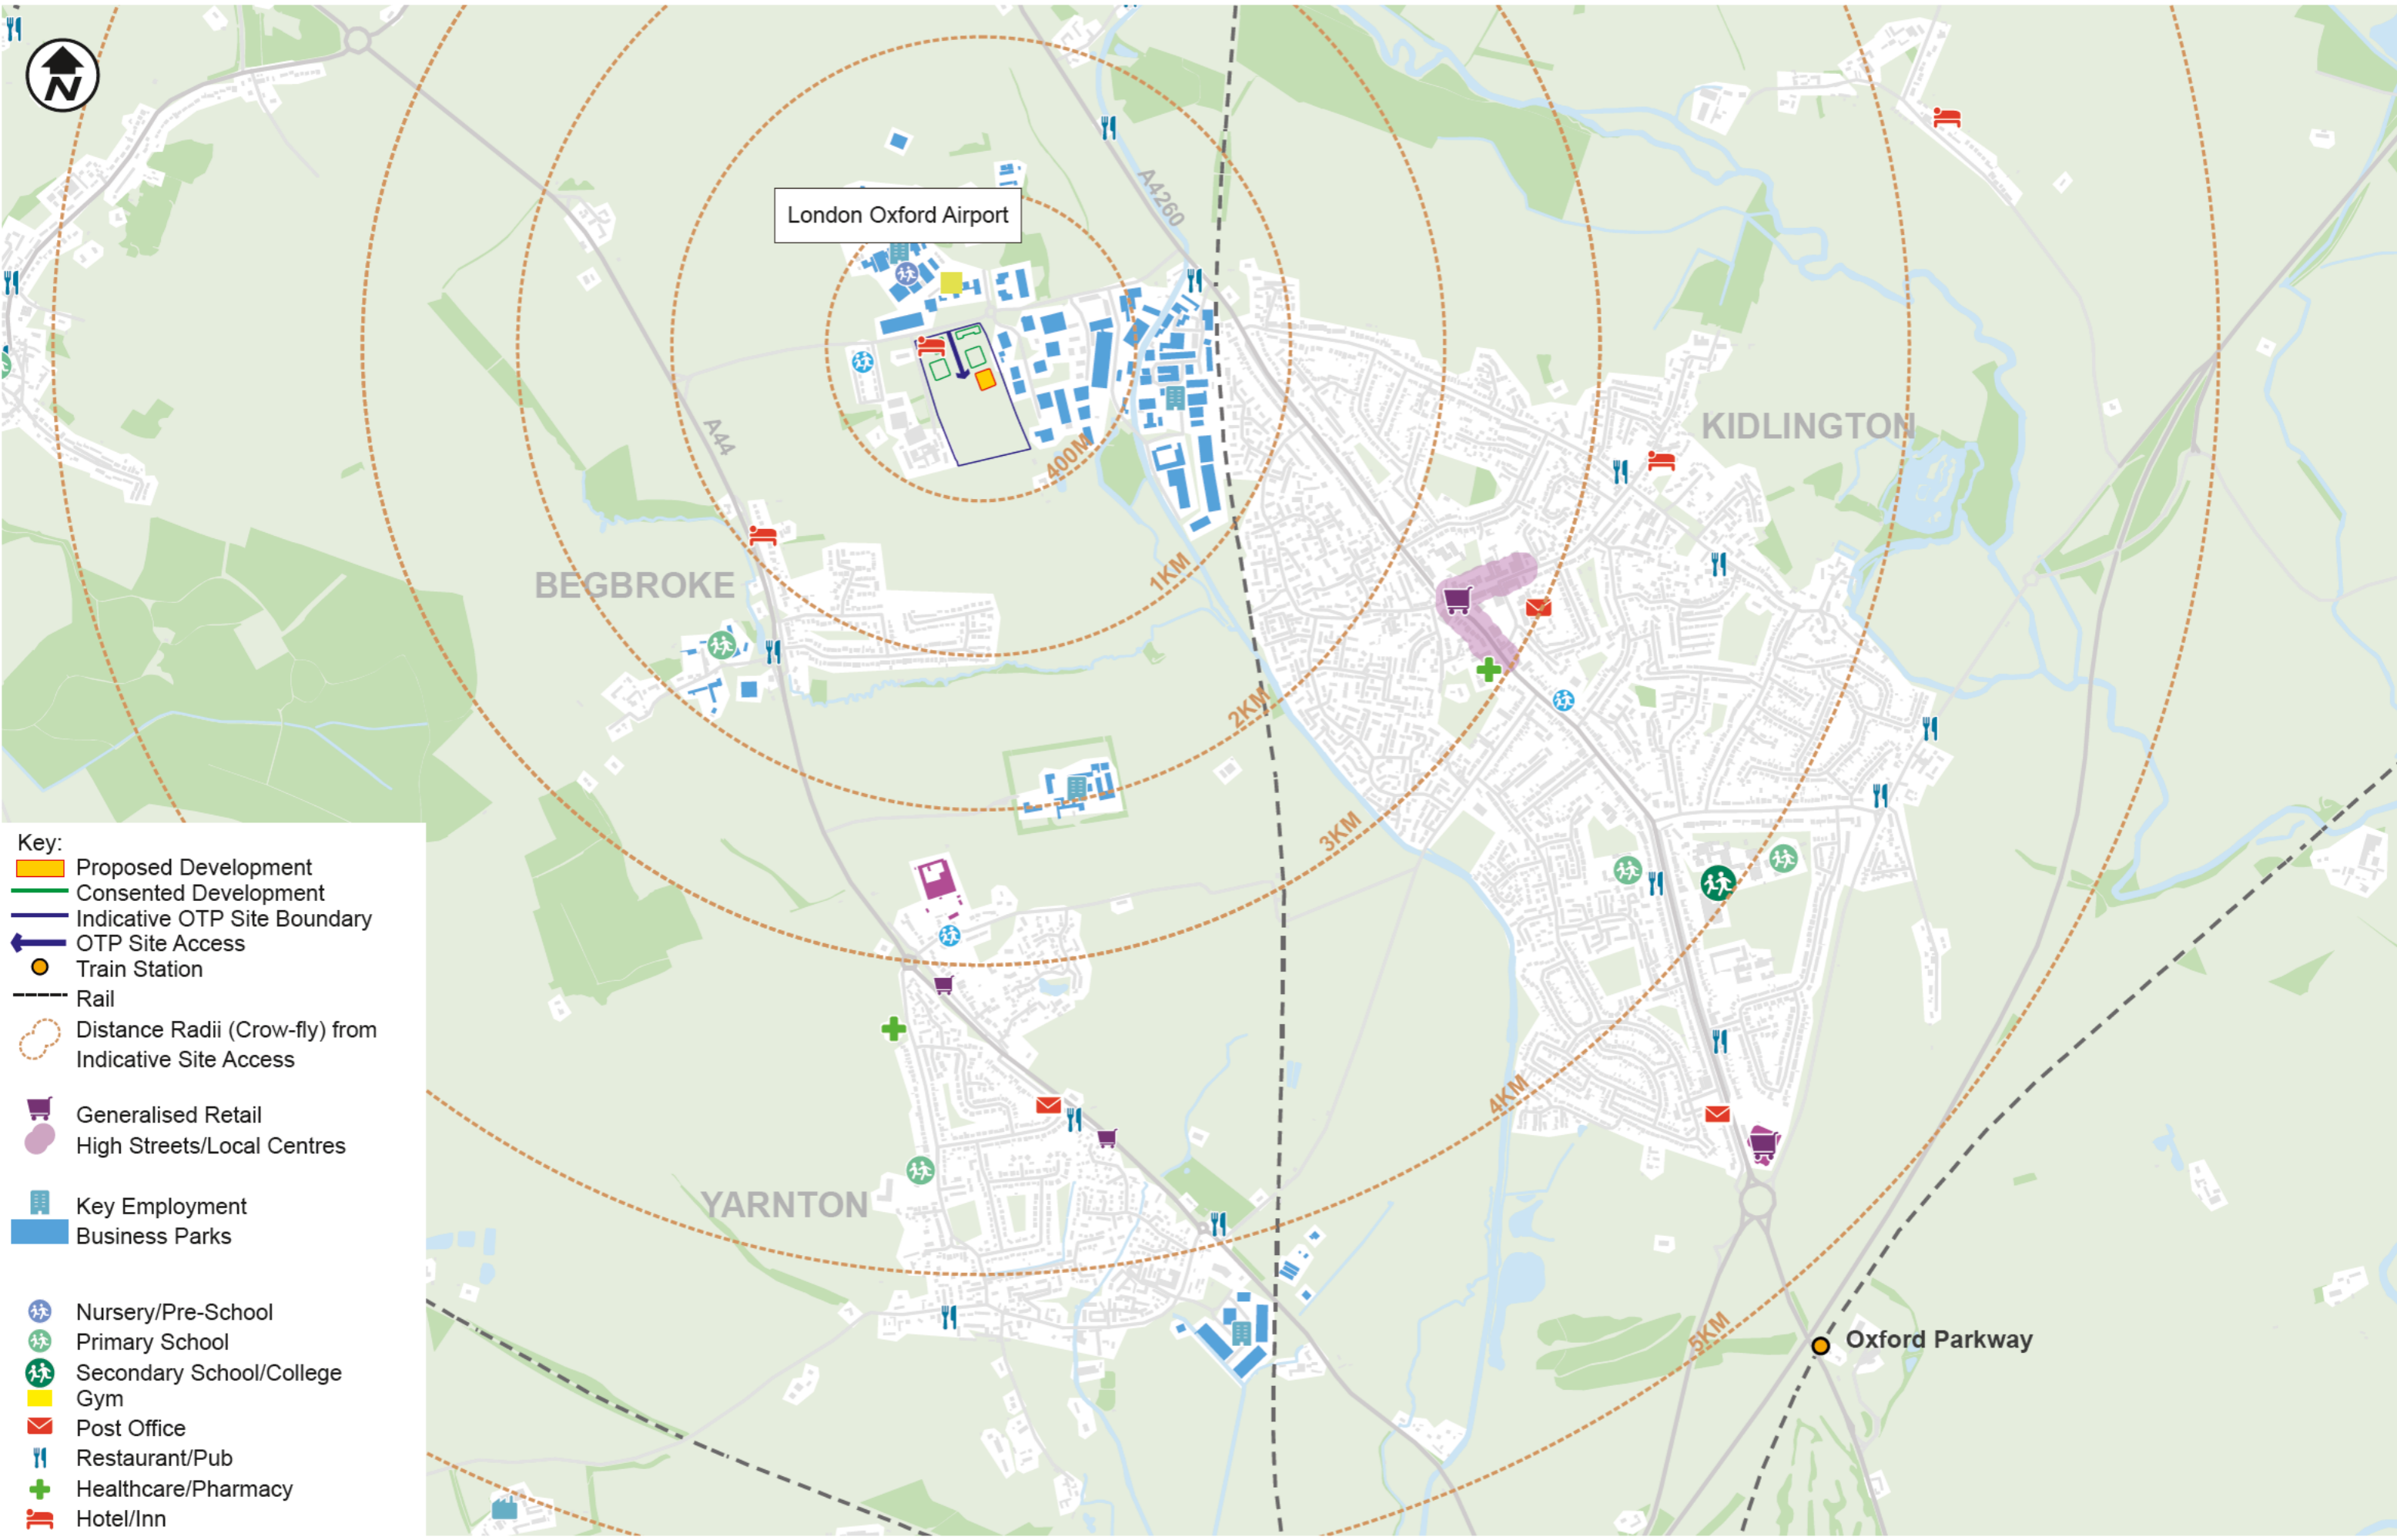 N
London Oxford Airport
A4260
KIDLINGTON
A44
400M
BEGBROKE
1KM
2KM
3KM
4KM
YARNTON
5KM
Oxford Parkway
Key:
Proposed Development
Consented Development
Indicative OTP Site Boundary
OTP Site Access
Train Station
Rail
Distance Radii (Crow-fly) from
Indicative Site Access
Generalised Retail
High Streets/Local Centres
Key Employment
Business Parks
Nursery/Pre-School
Primary School
Secondary School/College
Gym
Post Office
Restaurant/Pub
Healthcare/Pharmacy
Hotel/Inn